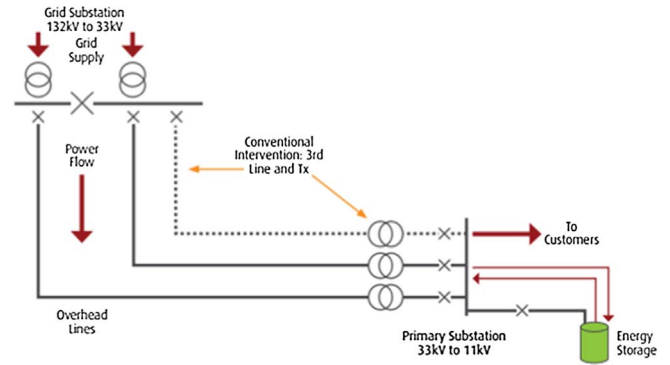 Grid Substation
132kV to 33kV
Grid
Supply
Power
Flow
Conventional
Intervention: 3rd
Line and Tx
To
Customers
Overhead
Lines
Primary Substation
33kV to 11kV
Energy
Storage